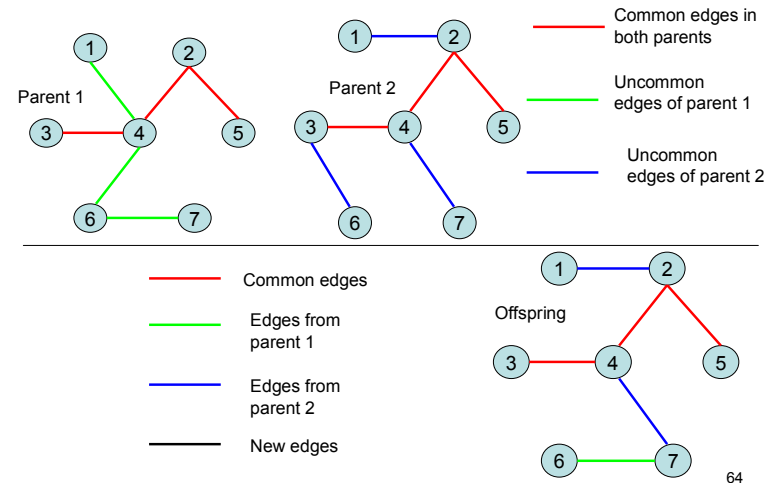 1
2
Parent 1
3
4
5
6
7
1
2
Parent 2
3
4
5
6
7
Common edges in
both parents
Uncommon
edges of parent 1
Uncommon
edges of parent 2
Common edges
Edges from
parent 1
Edges from
parent 2
New edges
1
2
Offspring
3
4
5
6
7
64